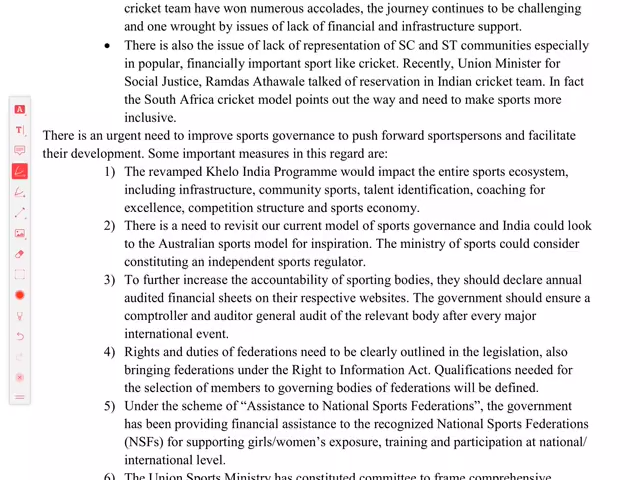 cricket team have won numerous accolades, the journey continues to be challenging
and one wrought by issues of lack of financial and infrastructure support.
• There is also the issue of lack of representation of SC and ST communities especially
in popular, financially important sport like cricket. Recently, Union Minister for
Social Justice, Ramdas Athawale talked of reservation in Indian cricket team. In fact
the South Africa cricket model points out the way and need to make sports more
inclusive.
There is an urgent need to improve sports governance to push forward sportspersons and facilitate
their development. Some important measures in this regard are:
1) The revamped Khelo India Programme would impact the entire sports ecosystem,
including infrastructure, community sports, talent identification, coaching for
excellence, competition structure and sports economy.
2) There is a need to revisit our current model of sports governance and India could look
to the Australian sports model for inspiration. The ministry of sports could consider
constituting an independent sports regulator.
3) To further increase the accountability of sporting bodies, they should declare annual
audited financial sheets on their respective websites. The government should ensure a
comptroller and auditor general audit of the relevant body after every major
international event.
4) Rights and duties of federations need to be clearly outlined in the legislation, also
bringing federations under the Right to Information Act. Qualifications needed for
the selection of members to governing bodies of federations will be defined.
5) Under the scheme of “Assistance to National Sports Federations”, the government
has been providing financial assistance to the recognized National Sports Federations
(NSFs) for supporting girls/women’s exposure, training and participation at national/
international level.
6) The Union Sports Ministry has constituted committee to frame comprehensive